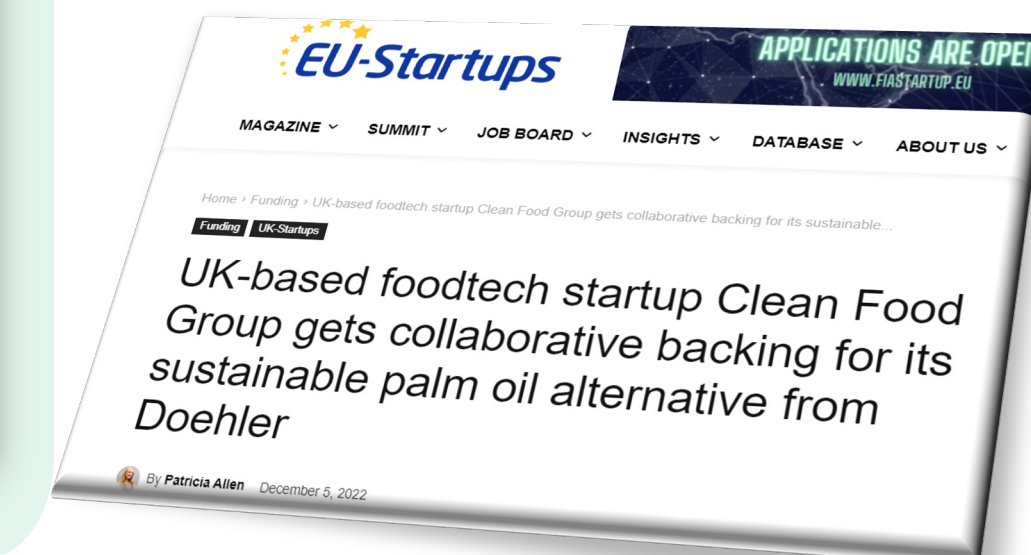 EU-Startups
APPLICATIONS ARE OPEN
WWW.FIASTARTUP.EU
MAGAZINE SUMMIT JOB BOARD INSIGHTS DATABASE ABOUT US
Home › Funding › UK-based foodtech startup Clean Food Group gets collaborative backing for its sustainable...
Funding UK-Startups
UK-based foodtech startup Clean Food
Group gets collaborative backing for its
sustainable palm oil alternative from
Doehler
By Patricia Allen December 5, 2022